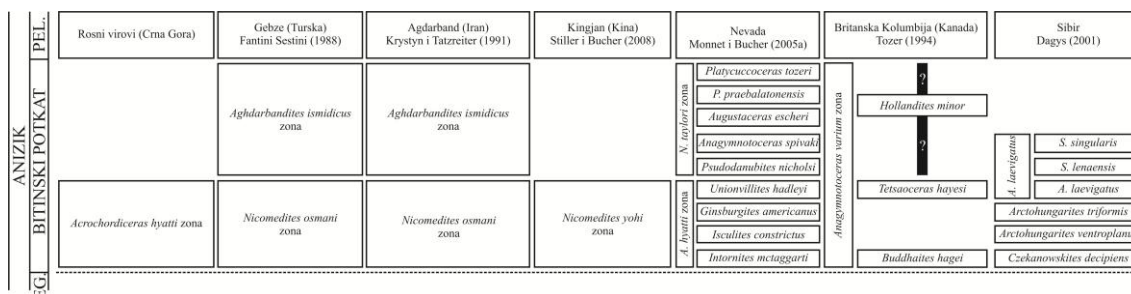 ANIZIK
PEL.
BITINSKI POTKAT
EG.
Rosni virovi (Crna Gora)
Acrochordiceras hyatti zona
Gebze (Turska)
Fantini Sestini (1988)
Aghdarbandites ismidicus
zona
Nicomedites osmani
zona
Agdarband (Iran)
Krystyn i Tatzreiter (1991)
Aghdarbandites ismidicus
zona
Nicomedites osmani
zona
Kingjan (Kina)
Stiller i Bucher (2008)
Nicomedites yohi
zona
Nevada
Monnet i Bucher (2005a)
N. taylori zona
Platycuccoceras tozeri
P. praebalatonensis
Augustaceras escheri
Anagymnotoceras spivaki
Psudodanubites nicholsi
A. hyatti zona
Unionvillites hadleyi
Ginsburgites americanus
Isculites constrictus
Intornites mctaggarti
Britanska Kolumbija (Kanada)
Tozer (1994)
Anagymnotoceras varium zona
?
Hollandites minor
?
Tetsaoceras hayesi
Buddhaites hagei
Sibir
Dagys (2001)
A. laevigatus
S. singularis
S. lenaensis
A. laevigatus
Arctohungarites triformis
Arctohungarites ventroplanus
Czekanowskites decipiens